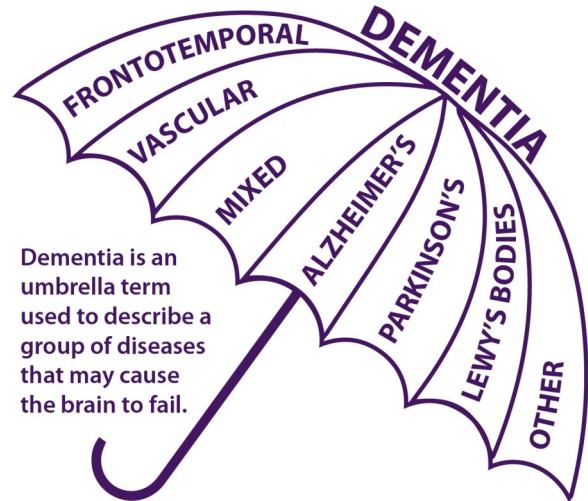 DEMENTIA
FRONTOTEMPORAL
VASCULAR
MIXED
ALZHEIMER'S
PARKINSON'S
LEWY'S BODIES
OTHER
Dementia is an
umbrella term
used to describe a
group of diseases
that may cause
the brain to fail.